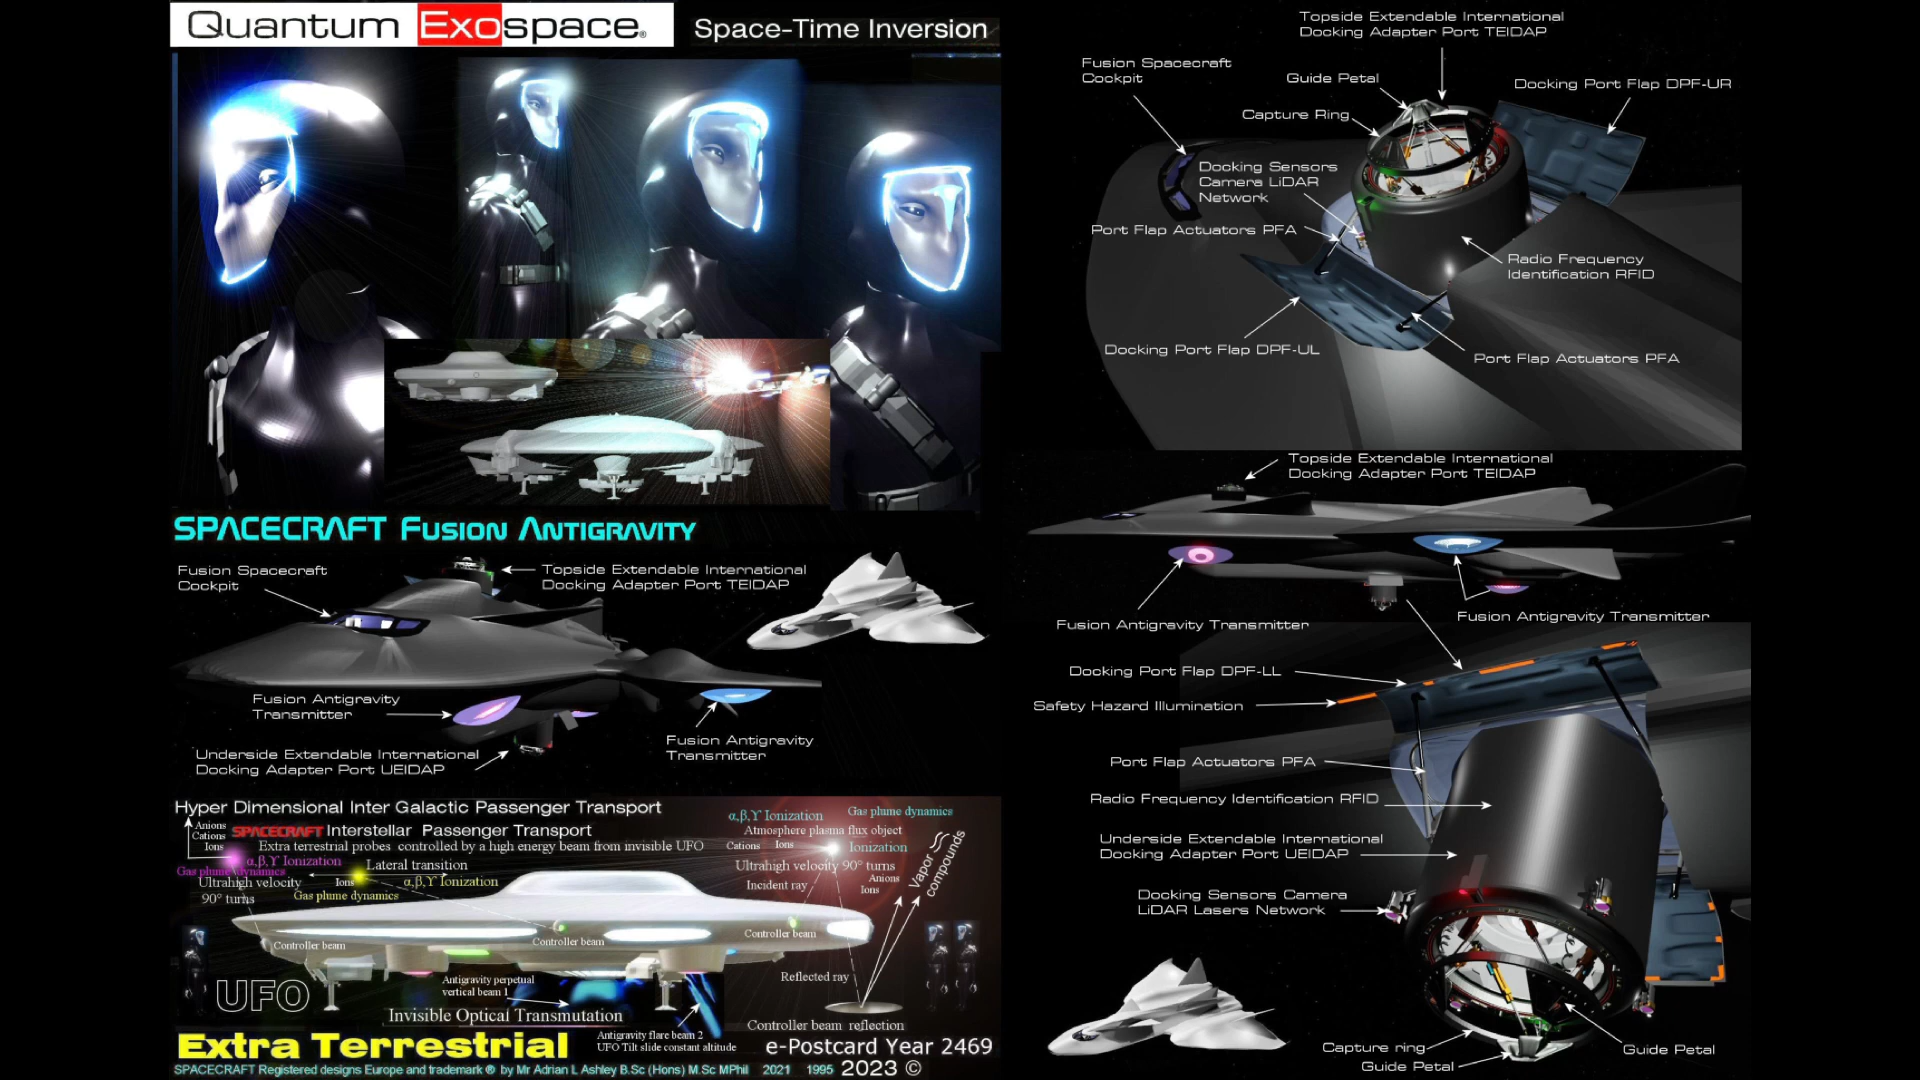 Quantum Exospace®
Space-Time Inversion
SPACECRAFT Fusion Antigravity
Fusion Spacecraft
Cockpit
Topside Extendable International
Docking Adapter Port TEIDAP
Fusion Antigravity
Transmitter
Underside Extendable International
Docking Adapter Port UEIDAP
Fusion Antigravity
Transmitter
Hyper Dimensional Inter Galactic Passenger Transport
SPACECRAFT Interstellar Passenger Transport
Extra terrestrial probes controlled by a high energy beam from invisible UFO
Anions
Cations
Ions
α,β,ϒ Ionization
Gas plume dynamics
Ultrahigh velocity
90° turns
Lateral transition
Ions
α,β,ϒ Ionization
Gas plume dynamics
α,β,ϒ Ionization
Gas plume dynamics
Atmosphere plasma flux object
Cations
Ions
Ionization
Ultrahigh velocity 90° turns
Incident ray
Anions
Ions
Vapor
compounds
Controller beam
Controller beam
Controller beam
UFO
Antigravity perpetual
vertical beam 1
Reflected ray
Invisible Optical Transmutation
Controller beam reflection
Antigravity flare beam 2
UFO Tilt slide constant altitude
Extra Terrestrial
e-Postcard Year 2469
SPACECRAFT Registered designs Europe and trademark ® by Mr Adrian L Ashley B.Sc (Hons) M.Sc MPhil 2021 1995 2023 ©
Topside Extendable International
Docking Adapter Port TEIDAP
Fusion Spacecraft
Cockpit
Guide Petal
Docking Port Flap DPF-UR
Capture Ring
Docking Sensors
Camera LiDAR
Network
Port Flap Actuators PFA
Radio Frequency
Identification RFID
Docking Port Flap DPF-UL
Port Flap Actuators PFA
Topside Extendable International
Docking Adapter Port TEIDAP
Fusion Antigravity Transmitter
Fusion Antigravity Transmitter
Docking Port Flap DPF-LL
Safety Hazard Illumination
Port Flap Actuators PFA
Radio Frequency Identification RFID
Underside Extendable International
Docking Adapter Port UEIDAP
Docking Sensors Camera
LiDAR Lasers Network
Capture ring
Guide Petal
Guide Petal